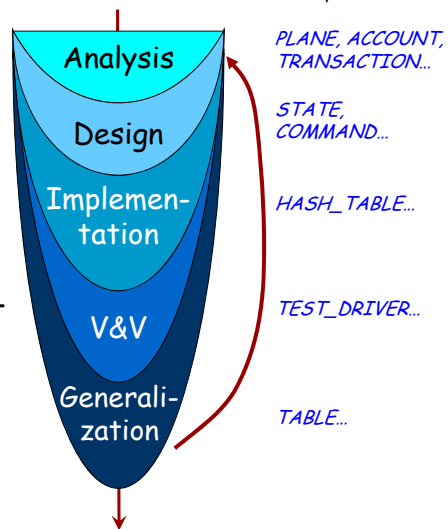 Analysis
PLANE, ACCOUNT,
TRANSACTION…
Design
STATE,
COMMAND…
Implemen-
tation
HASH_TABLE…
V&V
TEST_DRIVER…
Generali-
zation
TABLE…